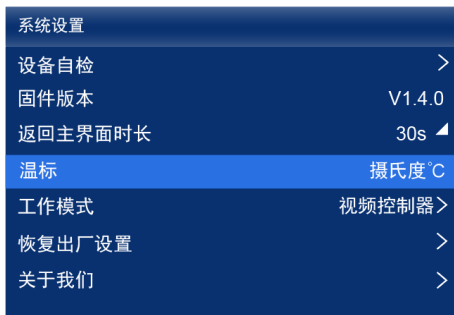 系统设置
设备自检 >
固件版本 V1.4.0
返回主界面时长 30s
温标 摄氏度℃
工作模式 视频控制器>
恢复出厂设置 >
关于我们 >